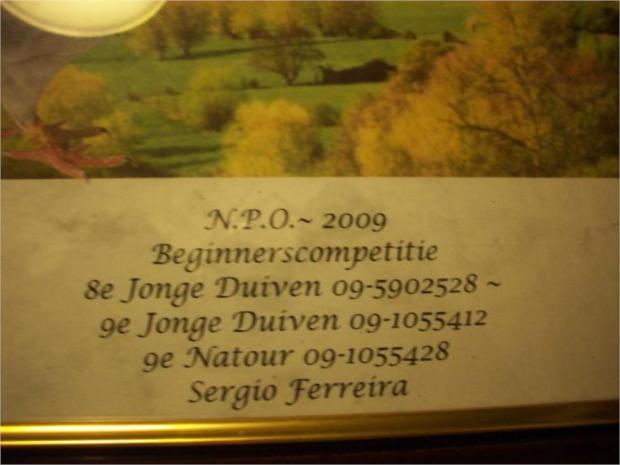 N.P.O.~ 2009
Beginnerscompetitie
8e Jonge Duiven 09-5902528 ~
9e Jonge Duiven 09-1055412
9e Natour 09-1055428
Sergio Ferreira